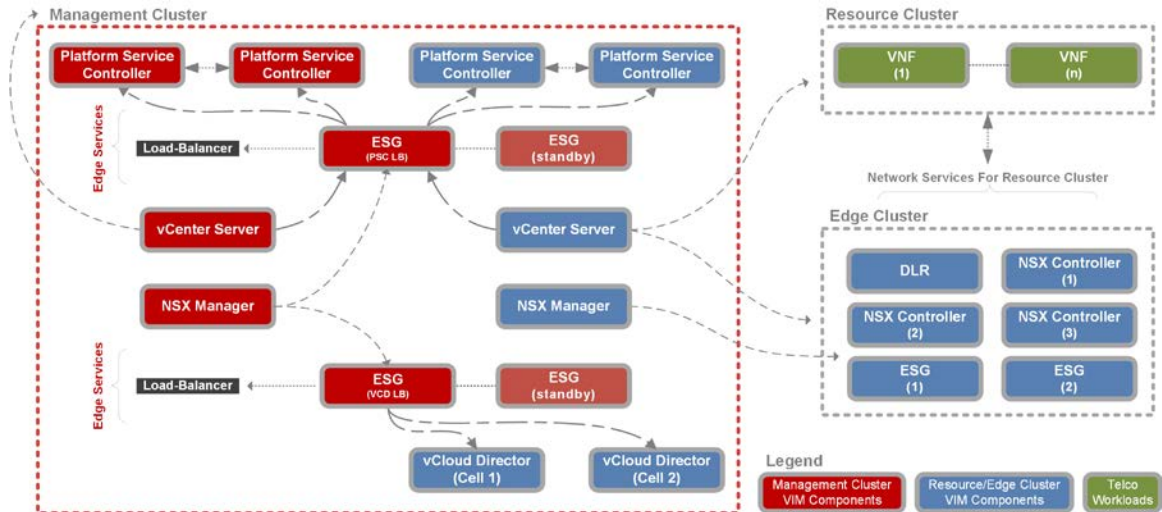 Management Cluster
Platform Service
Controller
Platform Service
Controller
Platform Service
Controller
Platform Service
Controller
Edge Services
Load-Balancer
ESG
(PSC LB)
ESG
(standby)
vCenter Server
vCenter Server
NSX Manager
NSX Manager
Edge Services
Load-Balancer
ESG
(VCD LB)
ESG
(standby)
vCloud Director
(Cell 1)
vCloud Director
(Cell 2)
Resource Cluster
VNF
(1)
VNF
(n)
Network Services For Resource Cluster
Edge Cluster
DLR
NSX Controller
(1)
NSX Controller
(2)
NSX Controller
(3)
ESG
(1)
ESG
(2)
Legend
Management Cluster
VIM Components
Resource/Edge Cluster
VIM Components
Telco
Workloads